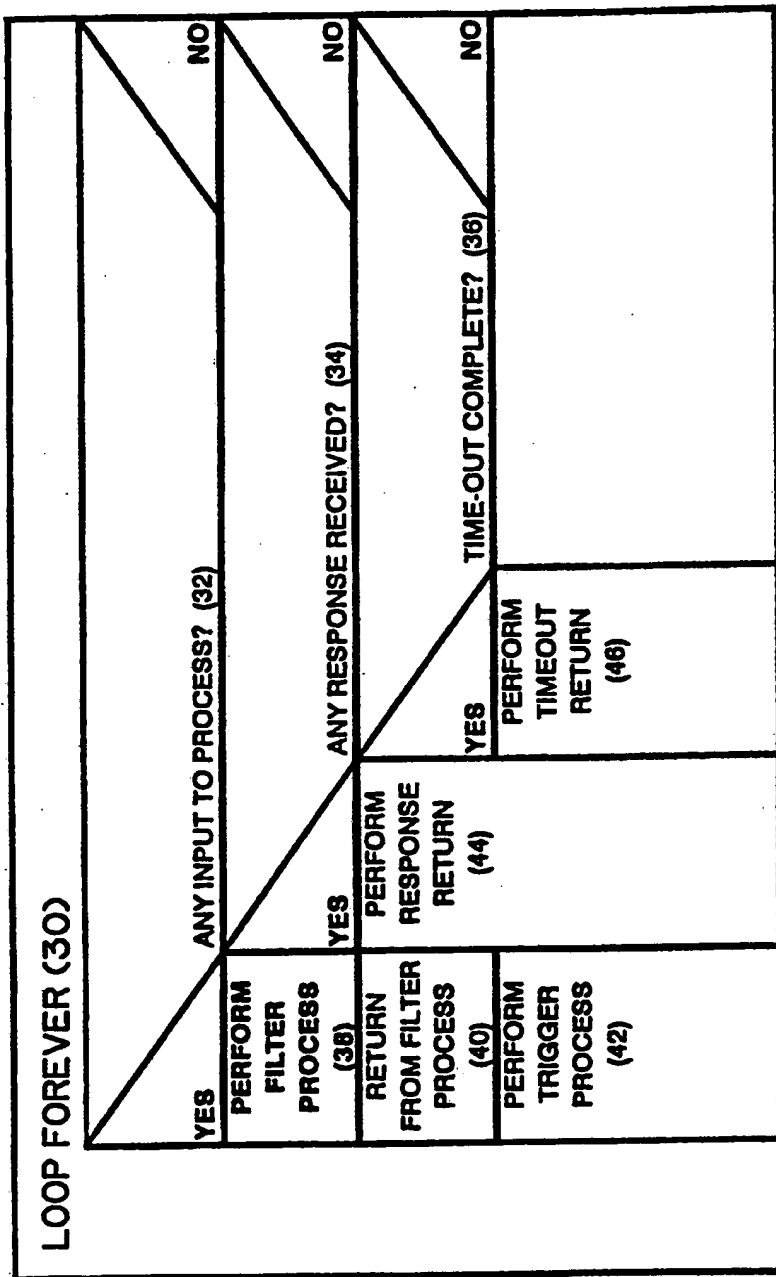 LOOP FOREVER (30)
ANY INPUT TO PROCESS? (32)
YES
NO
PERFORM
FILTER
PROCESS
(38)
ANY RESPONSE RECEIVED? (34)
YES
NO
RETURN
FROM FILTER
PROCESS
(40)
PERFORM
RESPONSE
RETURN
(44)
TIME-OUT COMPLETE? (36)
YES
NO
PERFORM
TRIGGER
PROCESS
(42)
PERFORM
TIMEOUT
RETURN
(46)